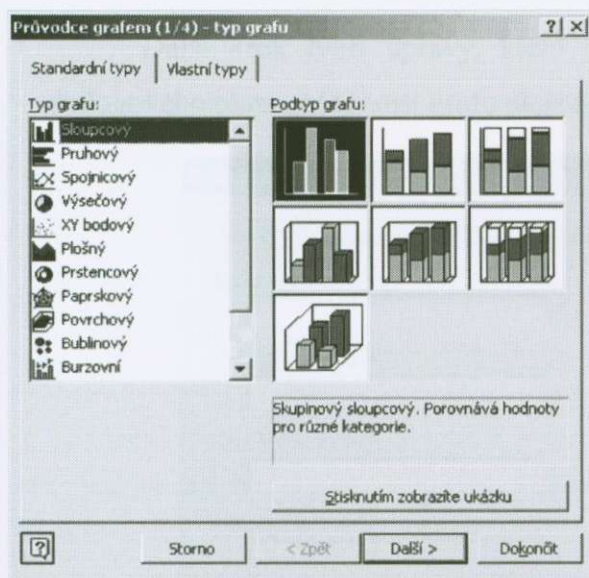 Průvodce grafem (1/4) - typ grafu
Standardní typy
Vlastní typy
Typ grafu:
Sloupcový
Pruhový
Spojnicový
Výsečový
XY bodový
Plošný
Prstencový
Paprskový
Povrchový
Bublinový
Burzovní
Podtyp grafu:
Skupinový sloupcový. Porovnává hodnoty
pro různé kategorie.
Stisknutím zobrazíte ukázku
Storno
< Zpět
Další >
Dokončit